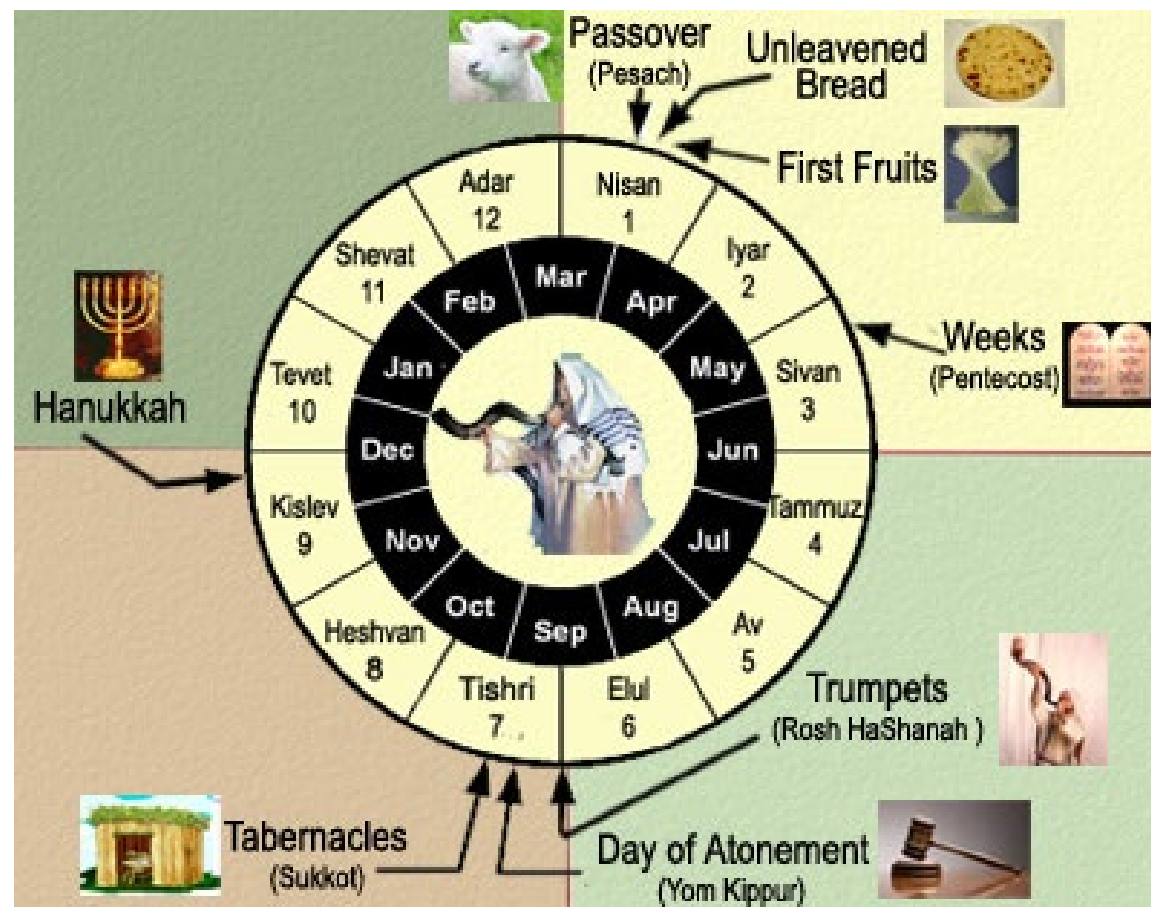 Passover
(Pesach)
Unleavened
Bread
First Fruits
Weeks
(Pentecost)
Hanukkah
Nisan
1
Iyar
2
Sivan
3
Tammuz
4
Av
5
Elul
6
Tishri
7
Heshvan
8
Kislev
9
Tevet
10
Shevat
11
Adar
12
Mar
Apr
May
Jun
Jul
Aug
Sep
Oct
Nov
Dec
Jan
Feb
Trumpets
(Rosh HaShanah )
Day of Atonement
(Yom Kippur)
Tabernacles
(Sukkot)